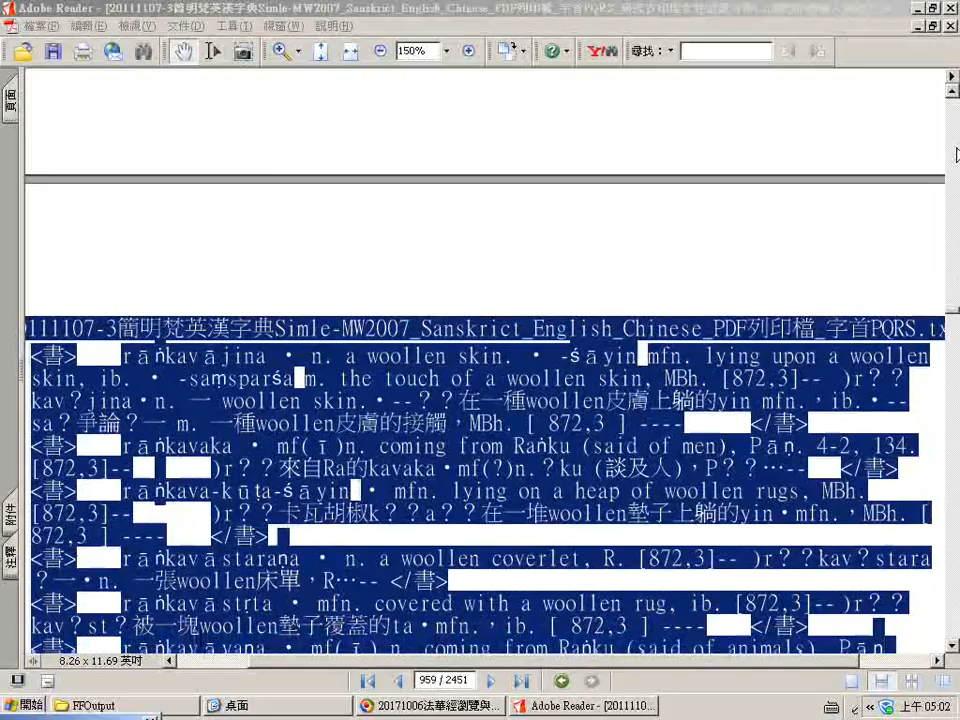 Adobe Reader - [20111107-3簡明梵英漢字典Simle-MW2007_Sanskrict_English_Chinese_PDF列印檔_字首PQRS
檔案(F) 編輯(E) 檢視(V) 文件(D) 工具(T) 視窗(W) 說明(H)
150% 尋找:
頁面
111107-3簡明梵英漢字典Simle-MW2007_Sanskrict_English_Chinese_PDF列印檔_字首PQRS.tx
<書> rāṅkavājina • n. a woollen skin. • -śāyin mfn. lying upon a woollen
skin, ib. • -saṃsparśa m. the touch of a woollen skin, MBh. [872,3]-- )r？？
kav？jina•n. 一 woollen skin.•--？？在一種woollen皮膚上躺的yin mfn.，ib.•--
sa？爭論？一 m. 一種woollen皮膚的接觸，MBh. [ 872,3 ] ---- </書>
<書> rāṅkavaka • mf(ī)n. coming from Raṅku (said of men), Pāṇ. 4-2, 134.
[872,3]-- )r？？來自Ra的kavaka•mf(?)n.？ku (談及人)，P？？…-- </書>
<書> rāṅkava-kūṭa-śāyin • mfn. lying on a heap of woollen rugs, MBh.
[872,3]-- )r？？卡瓦胡椒k？？a？？在一堆woollen墊子上躺的yin•mfn.，MBh. [
872,3 ] ---- </書>
<書> rāṅkavastaraṇa • n. a woollen coverlet, R. [872,3]-- )r？？kav？stara
？一•n. 一張woollen床單，R…-- </書>
<書> rāṅkavāstṛta • mfn. covered with a woollen rug, ib. [872,3]-- )r？？
kav？st？被一塊woollen墊子覆蓋的ta•mfn.，ib. [ 872,3 ] ---- </書>
<書> rāṅkavāyaṇa • mf(ī)n. coming from Raṅku (said of animals), Pāṇ
附件
注釋
8.26 x 11.69 英吋
959 / 2451
開始 FFOutput 桌面 20171006法華經瀏覽與... Adobe Reader - [2011110... 上午 05:02